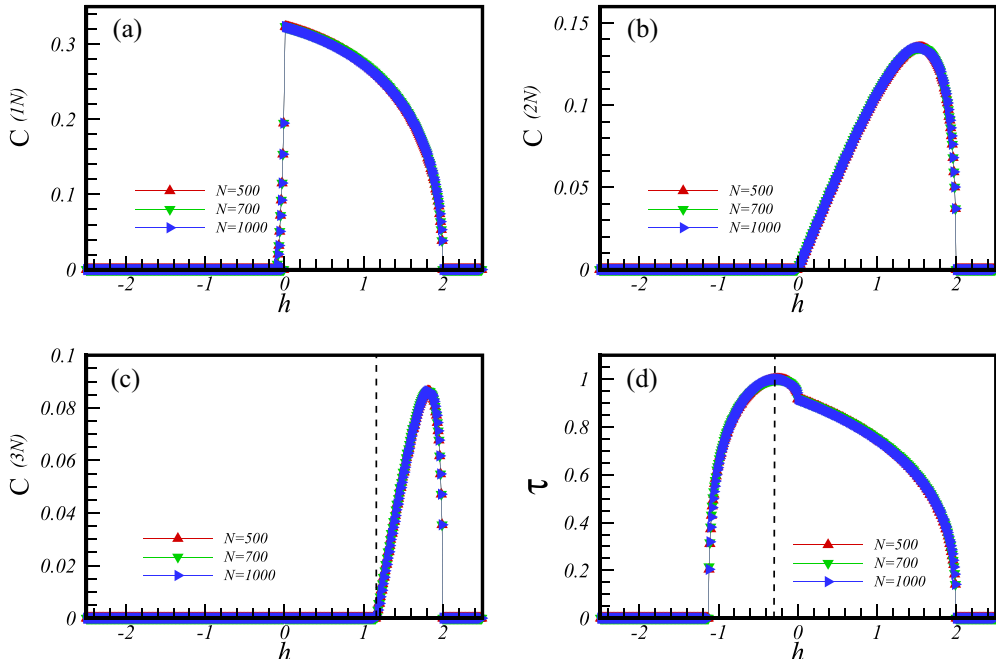 (a)
C (1N)
0.3
0.2
0.1
0
N=500
N=700
N=1000
-2 -1 0 1 2
h
(b)
C (2N)
0.15
0.1
0.05
0
N=500
N=700
N=1000
-2 -1 0 1 2
h
(c)
C (3N)
0.1
0.08
0.06
0.04
0.02
0
N=500
N=700
N=1000
-2 -1 0 1 2
h
(d)
τ
1
0.8
0.6
0.4
0.2
0
N=500
N=700
N=1000
-2 -1 0 1 2
h